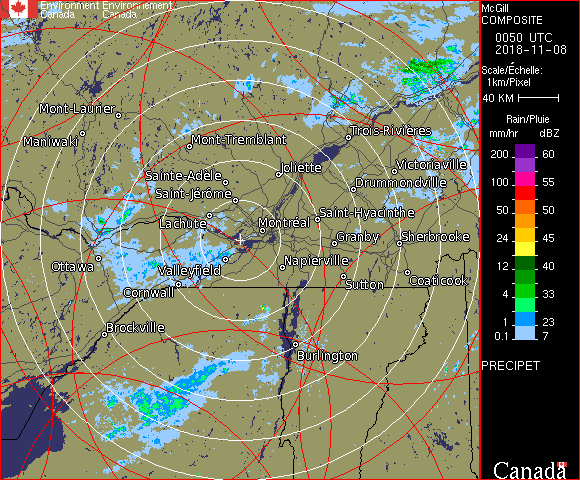 Environment Environnement
Canada Canada
McGill
COMPOSITE
0050 UTC
2018-11-08
Scale/Échelle:
1km/Pixel
40 KM
Rain/Pluie
mm/hr dBZ
200 60
55
100 55
50 50
24 45
12 40
4 33
1 23
0.1 7
PRECIPET
Canada
Mont-Laurier
Maniwaki
Mont-Tremblant
Trois-Rivières
Sainte-Adèle
Joliette
Victoriaville
Saint-Jérôme
Drummondville
Lachute
Saint-Hyacinthe
Montréal
Granby
Sherbrooke
Ottawa
Valleyfield
Napierville
Cornwall
Sutton
Coaticook
Brockville
Burlington